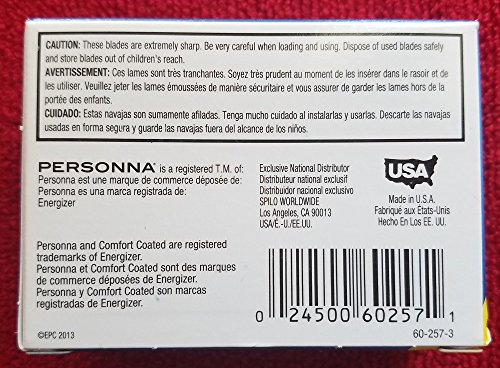 CAUTION: These blades are extremely sharp. Be very careful when loading and using. Dispose of used blades safely
and store blades out of children's reach.
AVERTISSEMENT: Ces lames sont très tranchantes. Soyez très prudent au moment de les insérer dans le rasoir et de
les utiliser. Veuillez jeter les lames émoussées de manière sécuritaire et vous assurer de garder les lames hors de la
portée des enfants.
CUIDADO: Estas navajas son sumamente afiladas. Tenga mucho cuidado al instalarlas y usarlas. Descarte las navajas
usadas en forma segura y guarde las navajas fuera del alcance de los niños.
PERSONNA® is a registered T.M. of:
Personna est une marque de commerce déposée de:
Personna es una marca registrada de:
Energizer
Exclusive National Distributor
Distributeur national exclusif
Distribuidor nacional exclusivo
SPILO WORLDWIDE
Los Angeles, CA 90013
USA/É.-U./EE.UU.
USA
Made in U.S.A.
Fabriqué aux États-Unis
Hecho En Los EE. UU.
Personna and Comfort Coated are registered
trademarks of Energizer.
Personna et Comfort Coated sont des marques
de commerce déposées de Energizer.
Personna y Comfort Coated son marcas
registradas de Energizer.
©EPC 2013
0 24500 60257 1
60-257-3